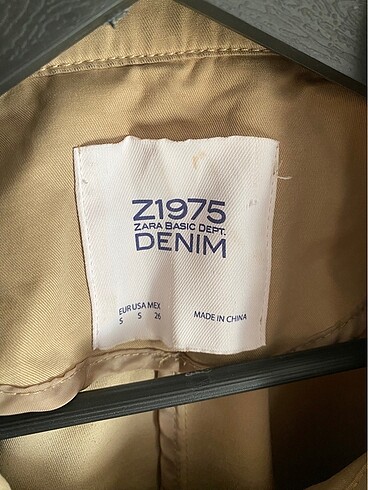 Z1975
ZARA BASIC DEPT.
DENIM
EUR USA MEX
S S 26
MADE IN CHINA